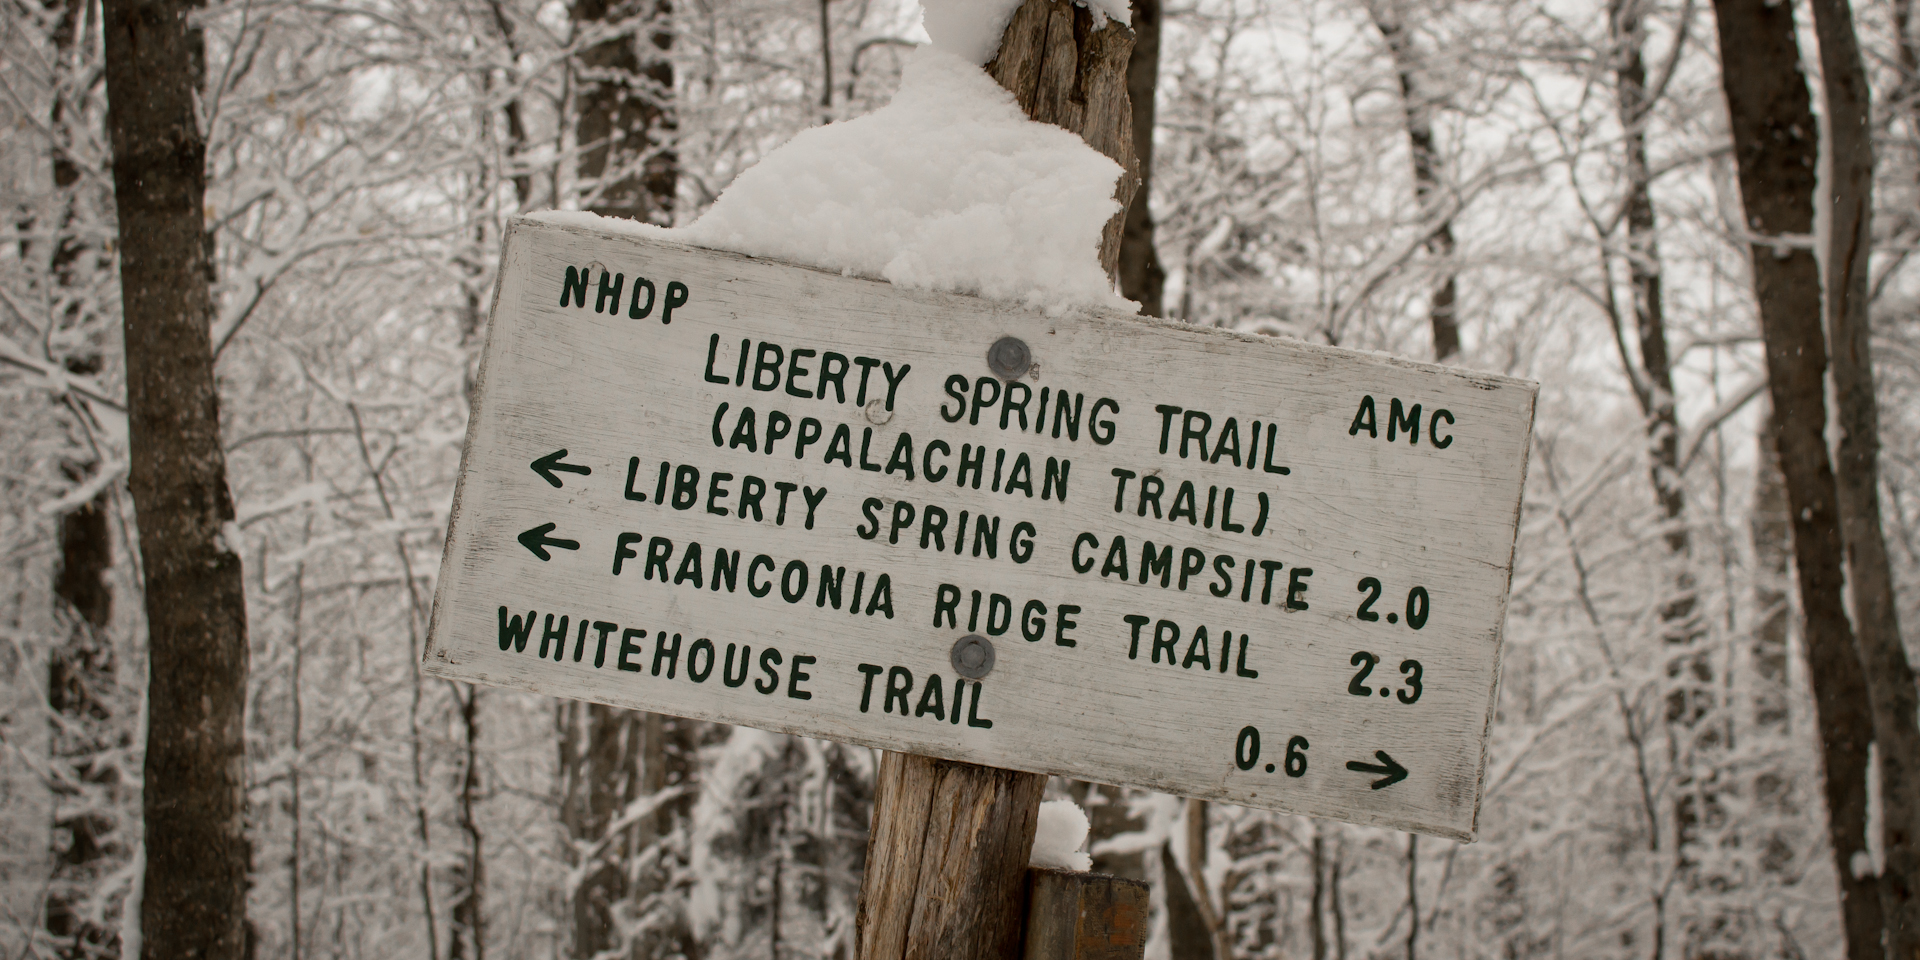 NHDP
LIBERTY SPRING TRAIL AMC
(APPALACHIAN TRAIL)
← LIBERTY SPRING CAMPSITE 2.0
← FRANCONIA RIDGE TRAIL 2.3
WHITEHOUSE TRAIL 0.6 →